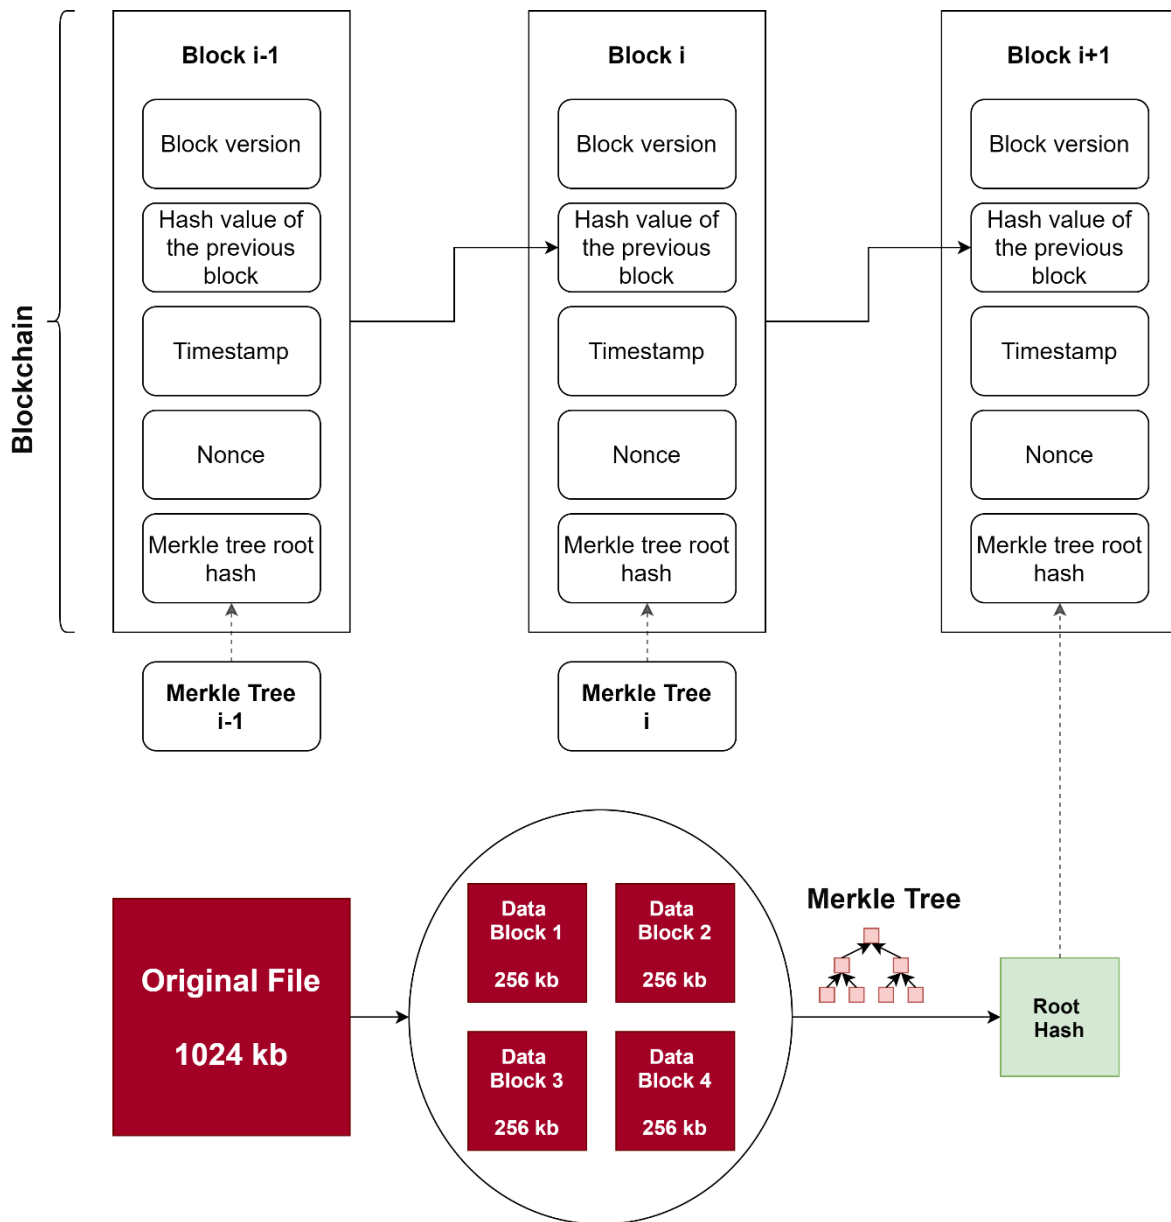 Blockchain
Block i-1
Block version
Hash value of
the previous
block
Timestamp
Nonce
Merkle tree root
hash
Merkle Tree
i-1
Block i
Block version
Hash value of
the previous
block
Timestamp
Nonce
Merkle tree root
hash
Merkle Tree
i
Block i+1
Block version
Hash value of
the previous
block
Timestamp
Nonce
Merkle tree root
hash
Original File
1024 kb
Data
Block 1
256 kb
Data
Block 2
256 kb
Data
Block 3
256 kb
Data
Block 4
256 kb
Merkle Tree
Root
Hash